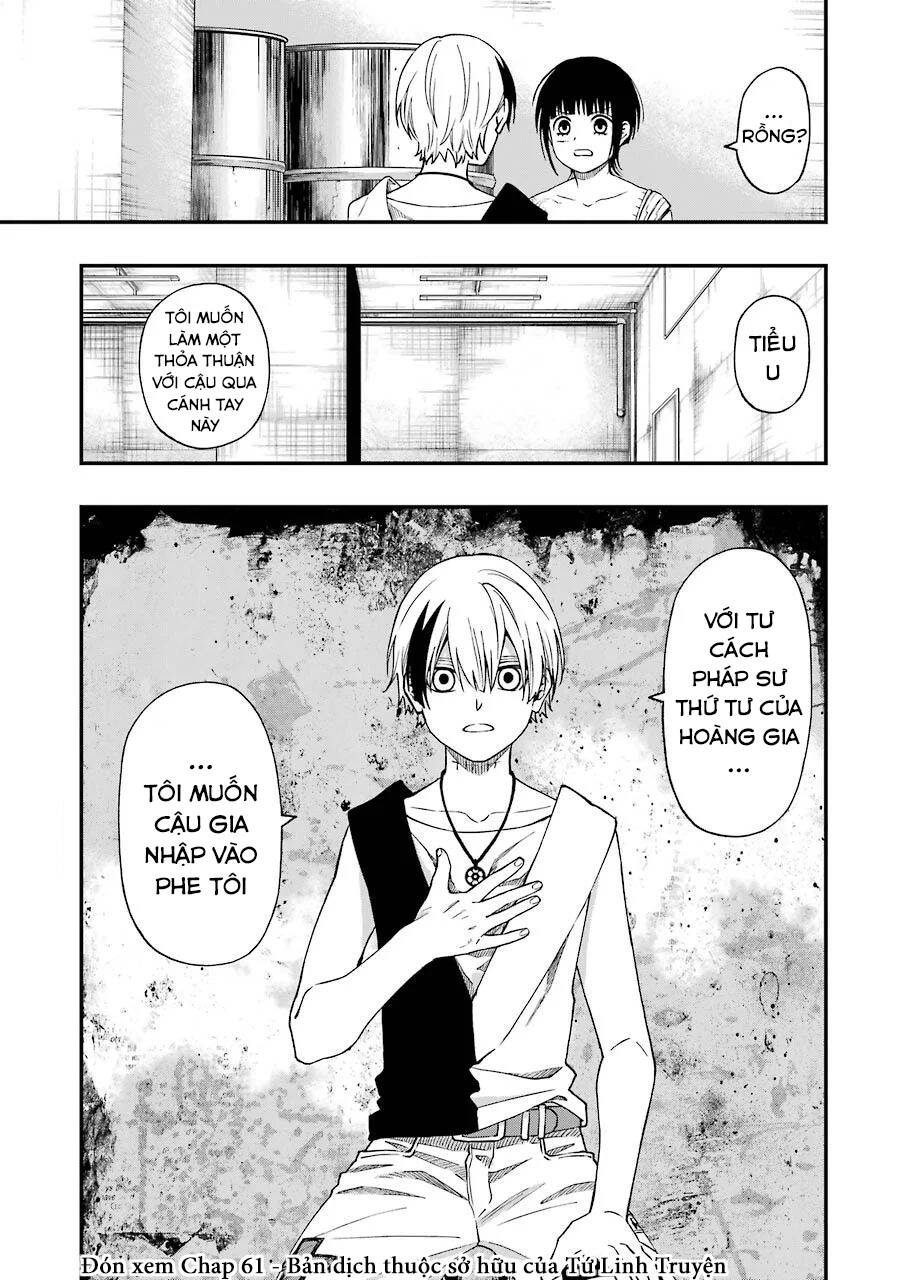 ...
RỒNG?
TIỂU
U
TÔI MUỐN
LÀM MỘT
THỎA THUẬN
VỚI CẬU QUA
CÁNH TAY
NÀY
VỚI TƯ
CÁCH
PHÁP SƯ
THỨ TƯ CỦA
HOÀNG GIA
...
...
TÔI MUỐN
CẬU GIA
NHẬP VÀO
PHE TÔI
Đón xem Chap 61 - Bản dịch thuộc sở hữu của Tứ Linh Truyện